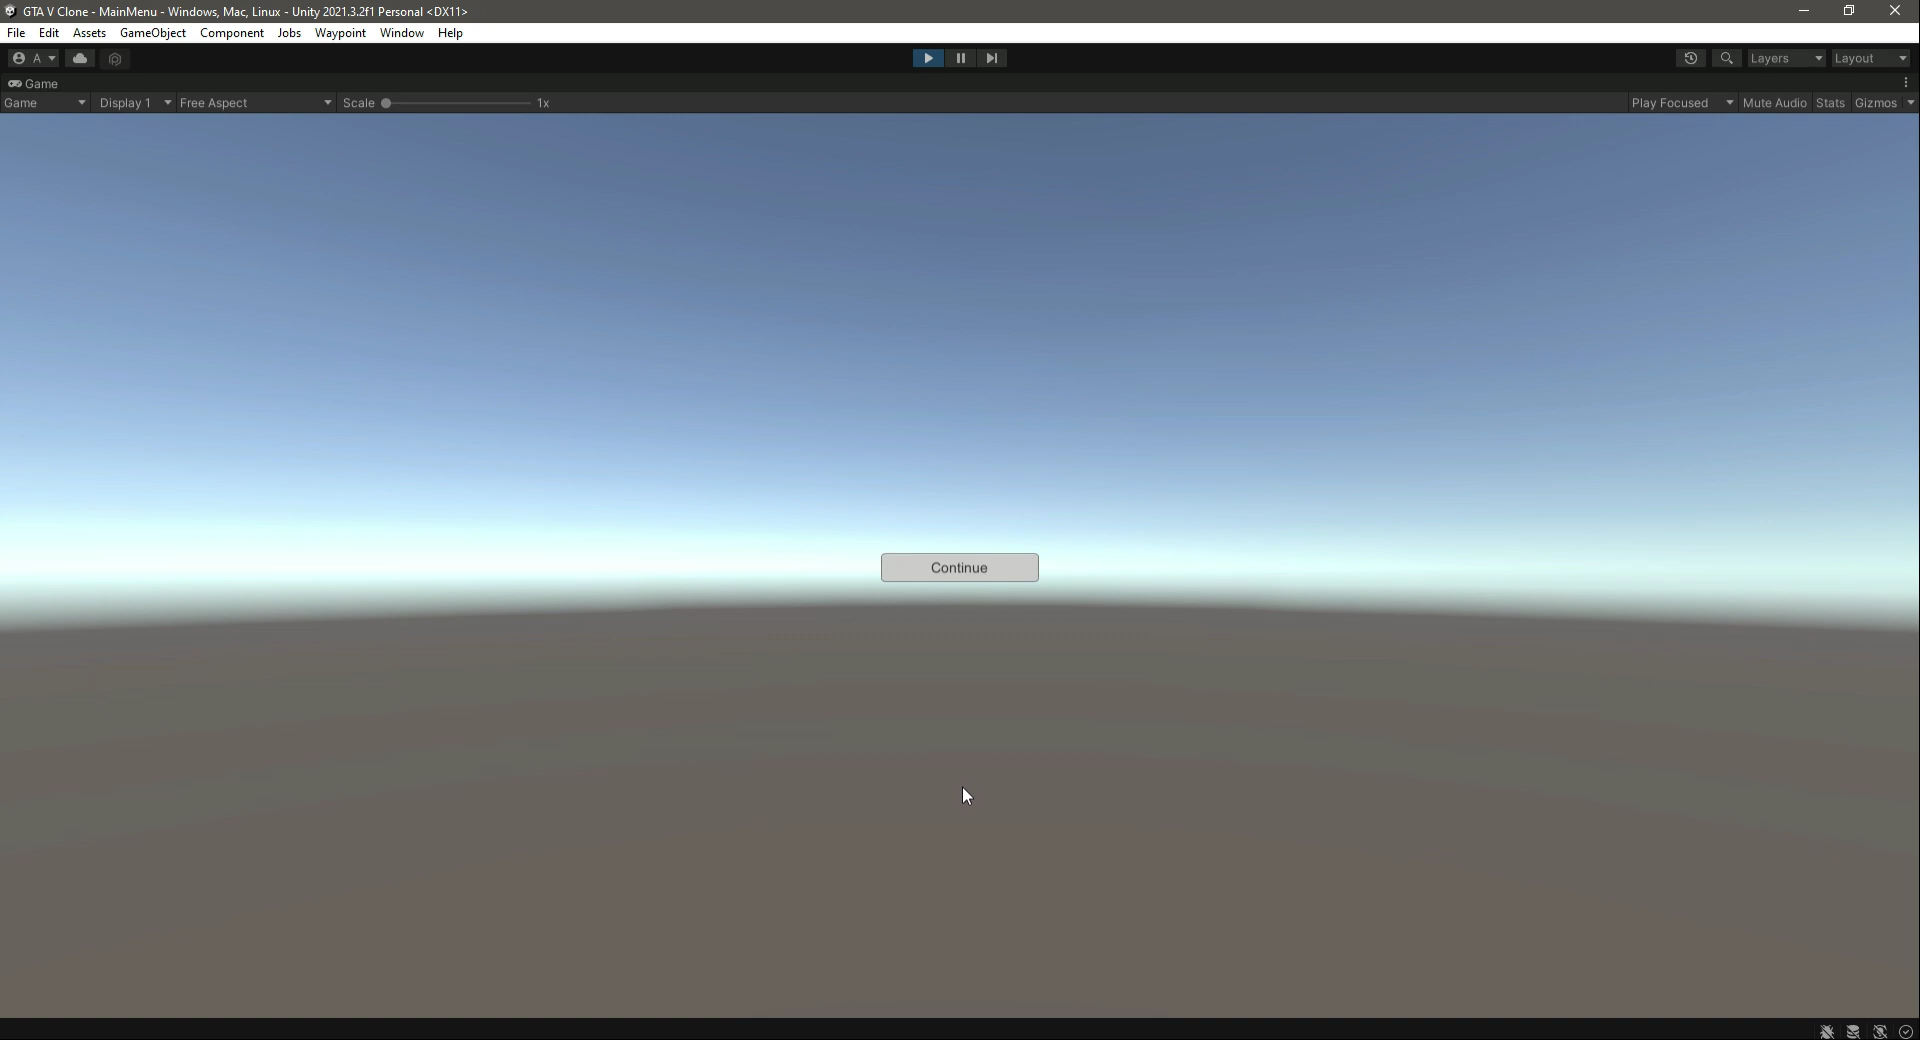 GTA V Clone - MainMenu - Windows, Mac, Linux - Unity 2021.3.2f1 Personal <DX11>
File Edit Assets GameObject Component Jobs Waypoint Window Help
A Layers Layout
Game
Game Display 1 Free Aspect Scale 1x Play Focused Mute Audio Stats Gizmos
Continue